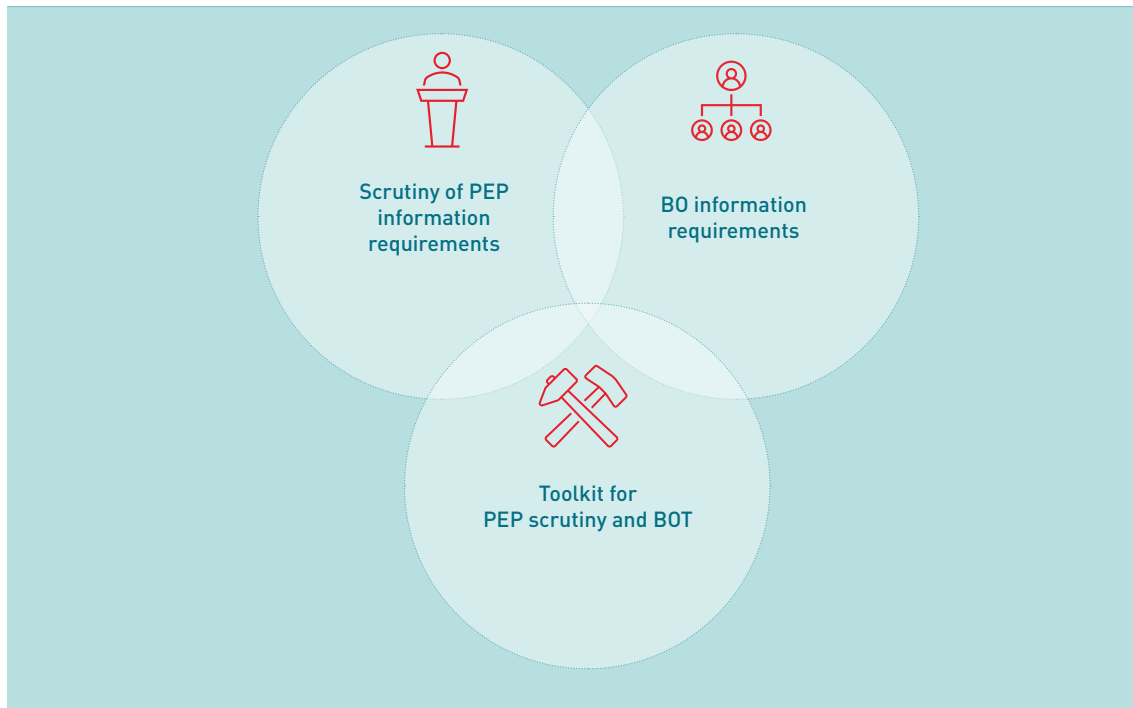 Scrutiny of PEP
information
requirements
BO information
requirements
Toolkit for
PEP scrutiny and BOT